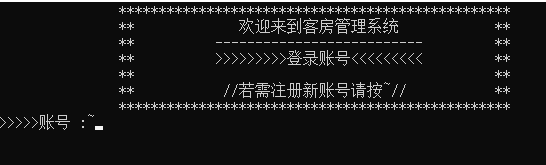 *************************************************
**             欢迎来到客房管理系统            **
**          --------------------------         **
**          >>>>>>>>>登录账号<<<<<<<<<         **
**                                             **
**           //若需注册新账号请按~//           **
*************************************************
>>>>>账号 :~